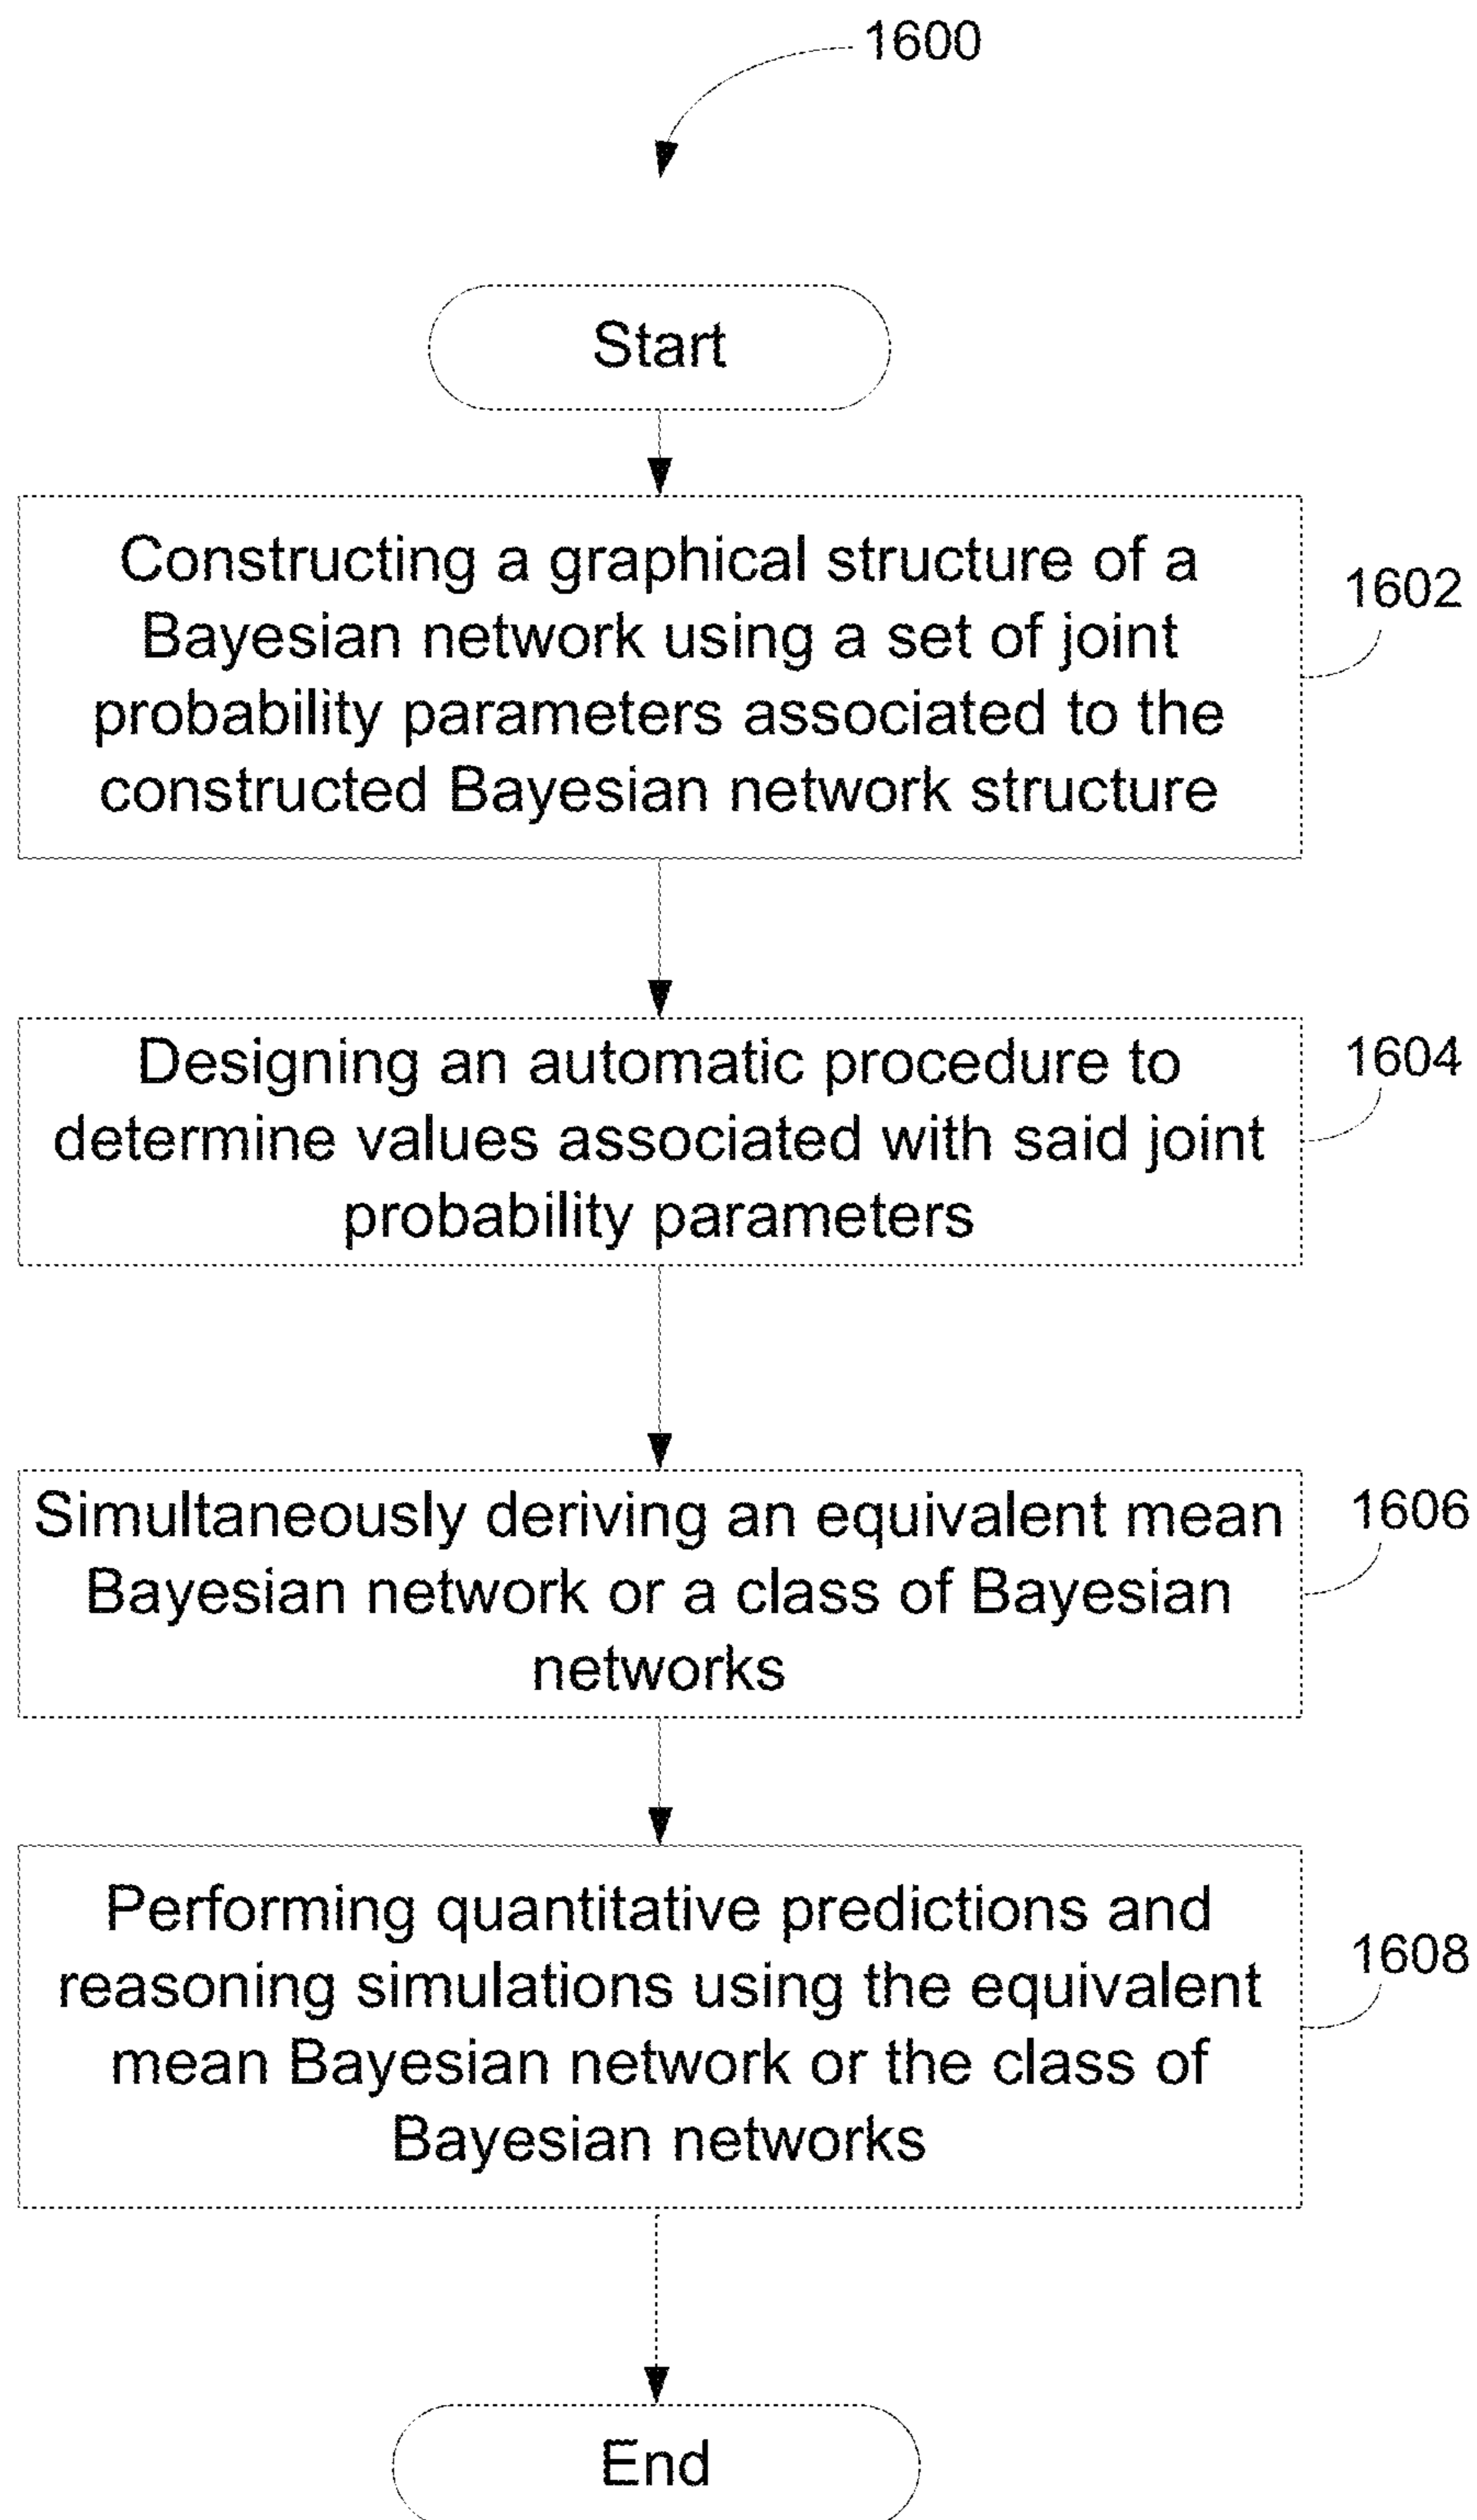 1600
Start
Constructing a graphical structure of a
Bayesian network using a set of joint
probability parameters associated to the
constructed Bayesian network structure
1602
Designing an automatic procedure to
determine values associated with said joint
probability parameters
1604
Simultaneously deriving an equivalent mean
Bayesian network or a class of Bayesian
networks
1606
Performing quantitative predictions and
reasoning simulations using the equivalent
mean Bayesian network or the class of
Bayesian networks
1608
End